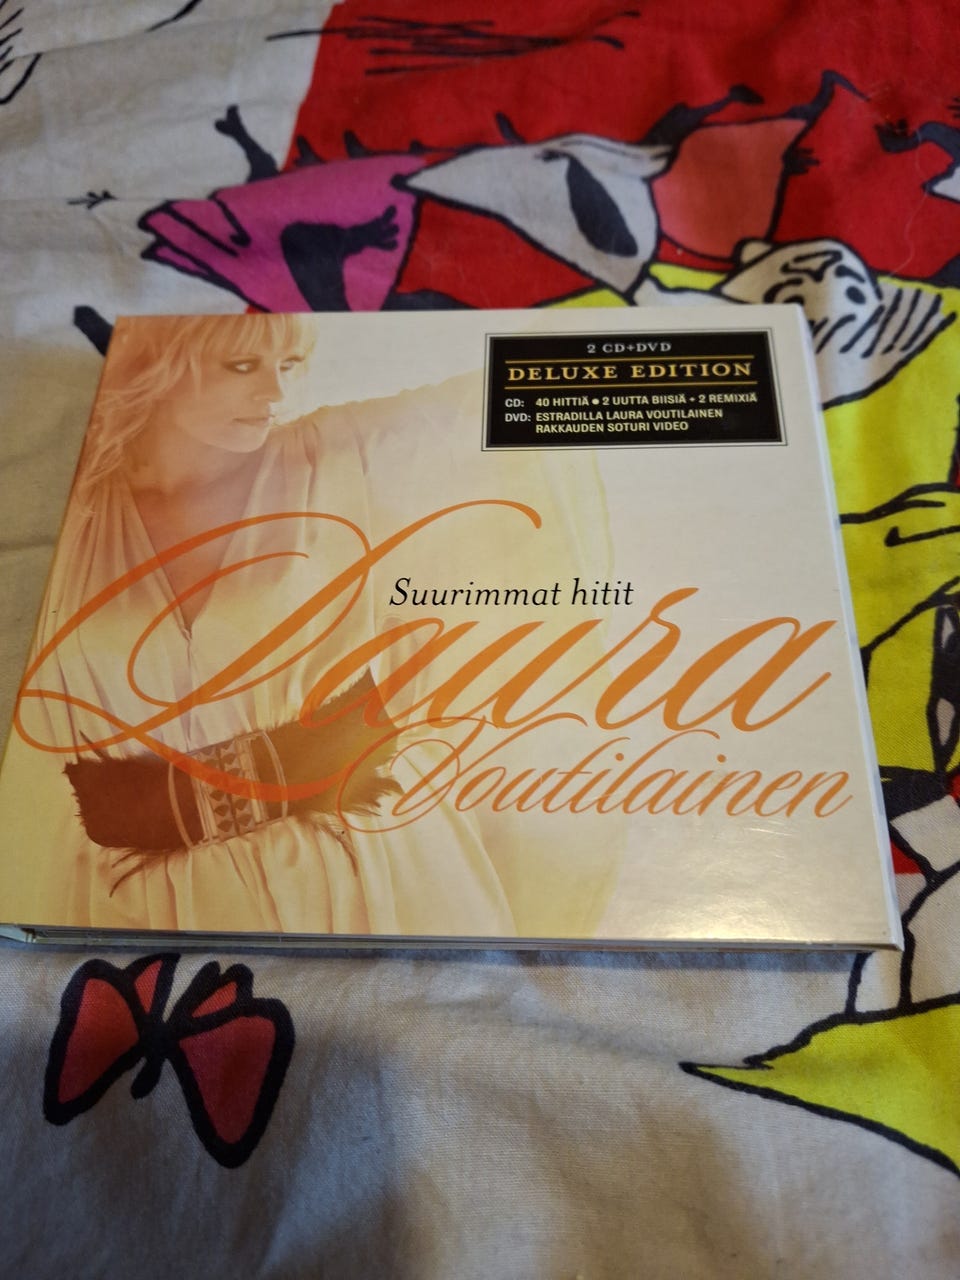 2 CD+DVD
DELUXE EDITION
CD: 40 HITTIÄ ● 2 UUTTA BIISIÄ + 2 REMIXIÄ
DVD: ESTRADILLA LAURA VOUTILAINEN
RAKKAUDEN SOTURI VIDEO
Suurimmat hitit
Laura
Voutilainen